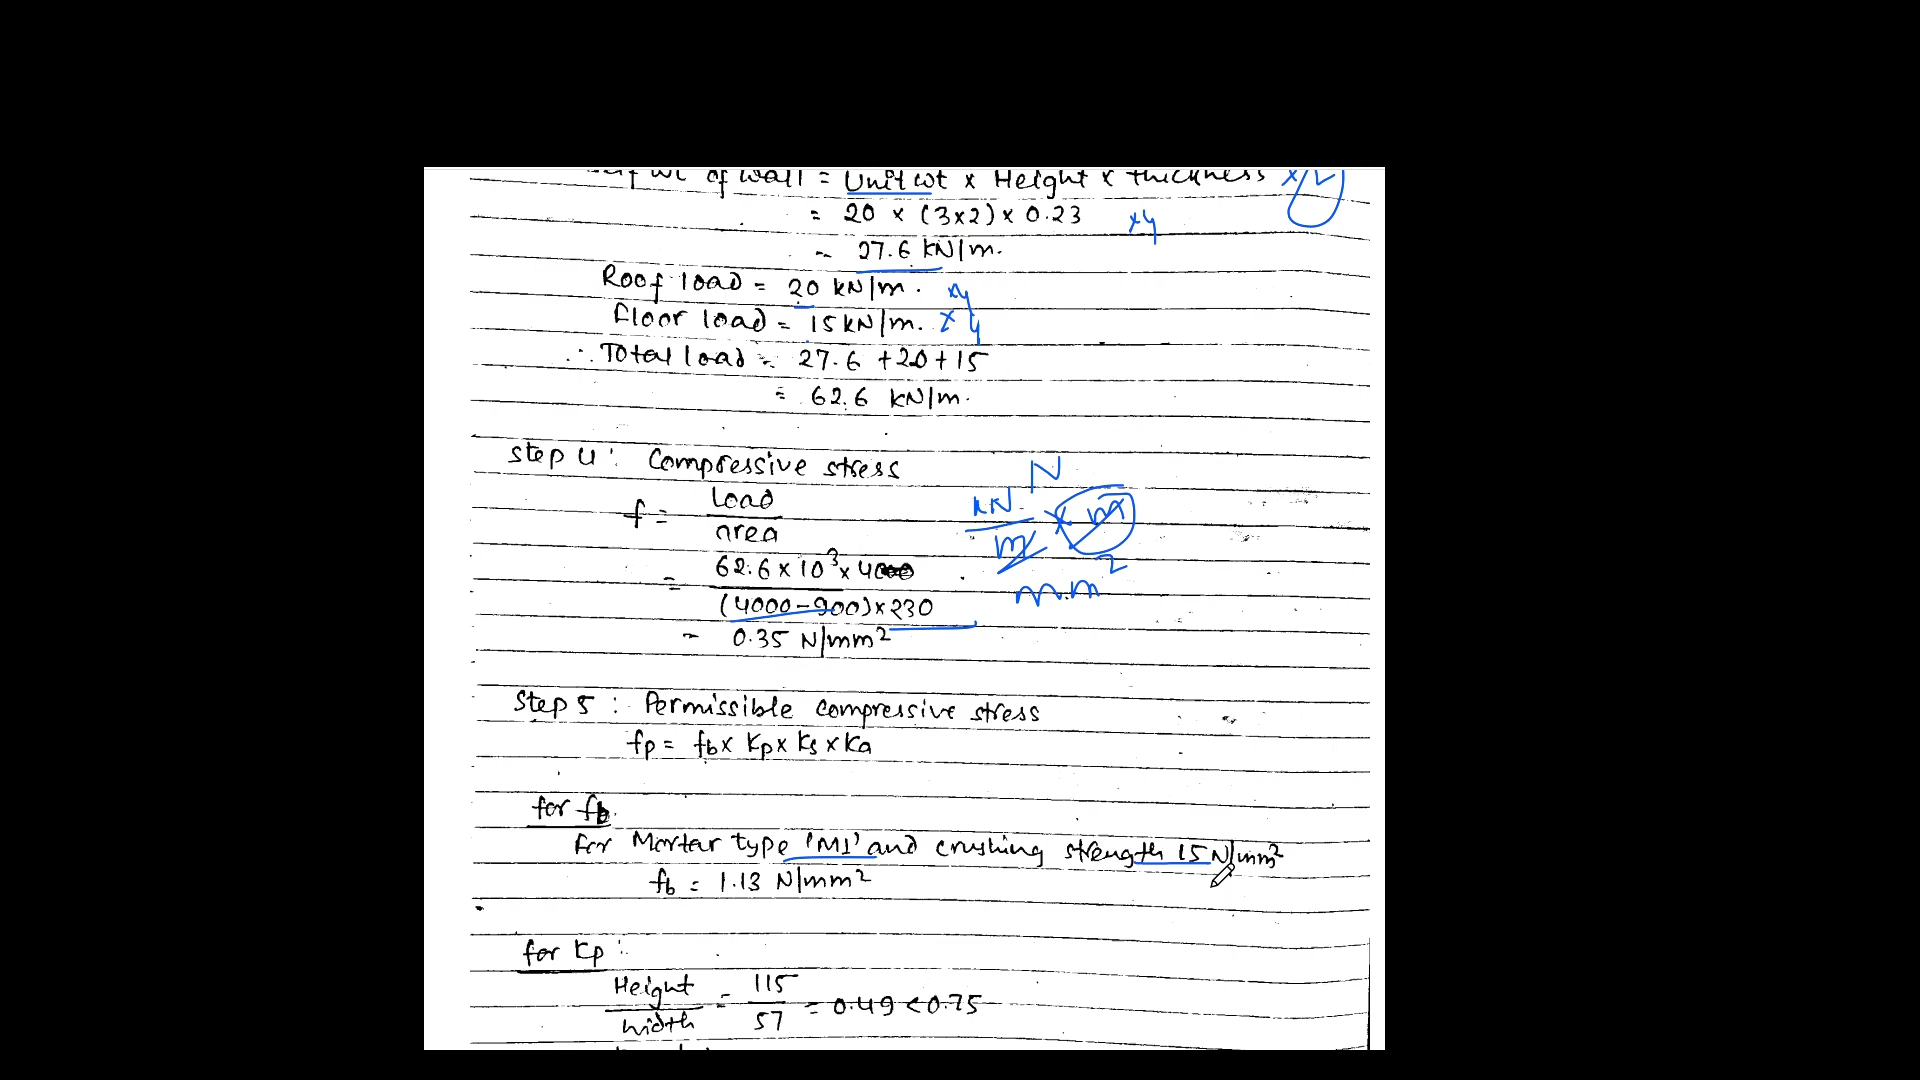 wt of wall = Unit wt x Height x thickness x L
= 20 x (3x2) x 0.23 x4
= 27.6 kN/m.
Roof load = 20 kN/m. x4
Floor load = 15 kN/m. x4
∴ Total load = 27.6 + 20 + 15
= 62.6 kN/m.
Step 4: Compressive stress
f = Load / area
= 62.6 x 10³ x 4000 / (4000-900) x 230
= 0.35 N/mm²
N
kN / m x m
mm²
Step 5: Permissible compressive stress
fp = fb x Kp x Ks x Ka
for fb
For Mortar type 'M1' and crushing strength 15 N/mm²
fb = 1.13 N/mm²
for Kp:
Height / width = 115 / 57 = 0.49 < 0.75